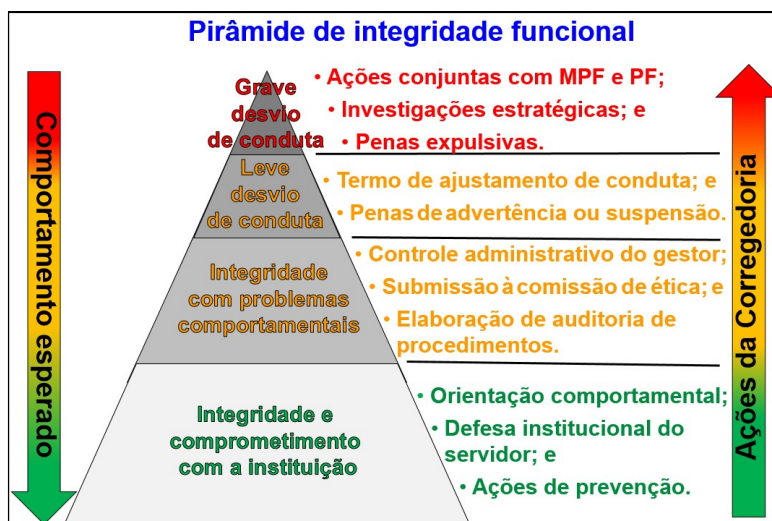 Pirâmide de integridade funcional
Comportamento esperado
Grave
desvio
de conduta
• Ações conjuntas com MPF e PF;
• Investigações estratégicas; e
• Penas expulsivas.
Leve
desvio
de conduta
• Termo de ajustamento de conduta; e
• Penas de advertência ou suspensão.
Integridade
com problemas
comportamentais
• Controle administrativo do gestor;
• Submissão à comissão de ética; e
• Elaboração de auditoria de
procedimentos.
Integridade e
comprometimento
com a instituição
• Orientação comportamental;
• Defesa institucional do
servidor; e
• Ações de prevenção.
Ações da Corregedoria